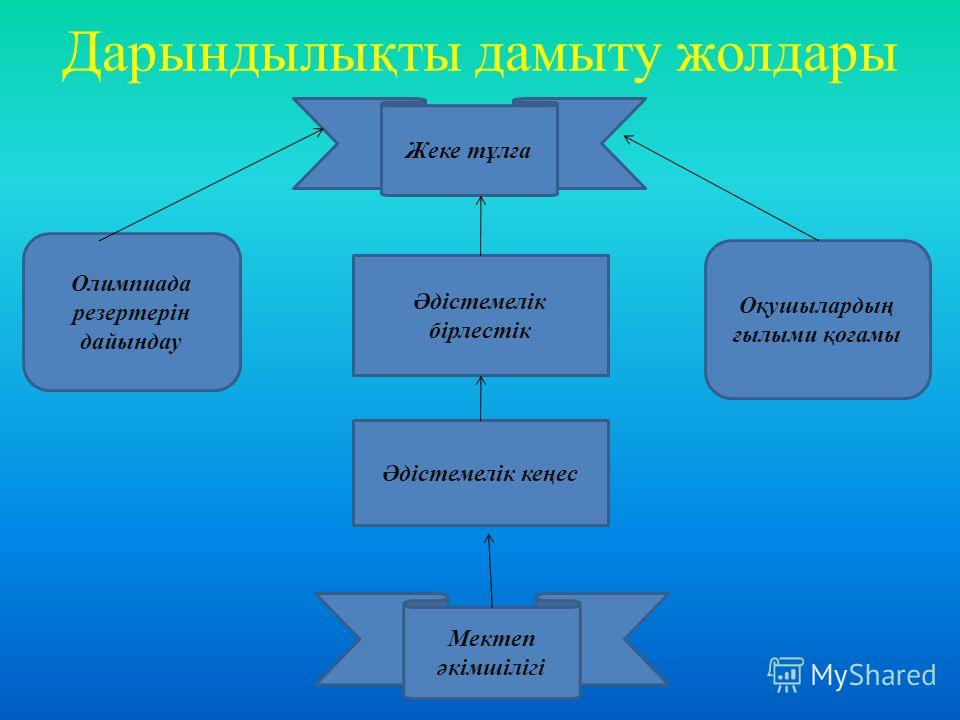 Дарындылықты дамыту жолдары
Жеке тұлға
Олимпиада
резертерін
дайындау
Әдістемелік
бірлестік
Оқушылардың
ғылыми қоғамы
Әдістемелік кеңес
Мектеп
әкімшілігі
MyShared